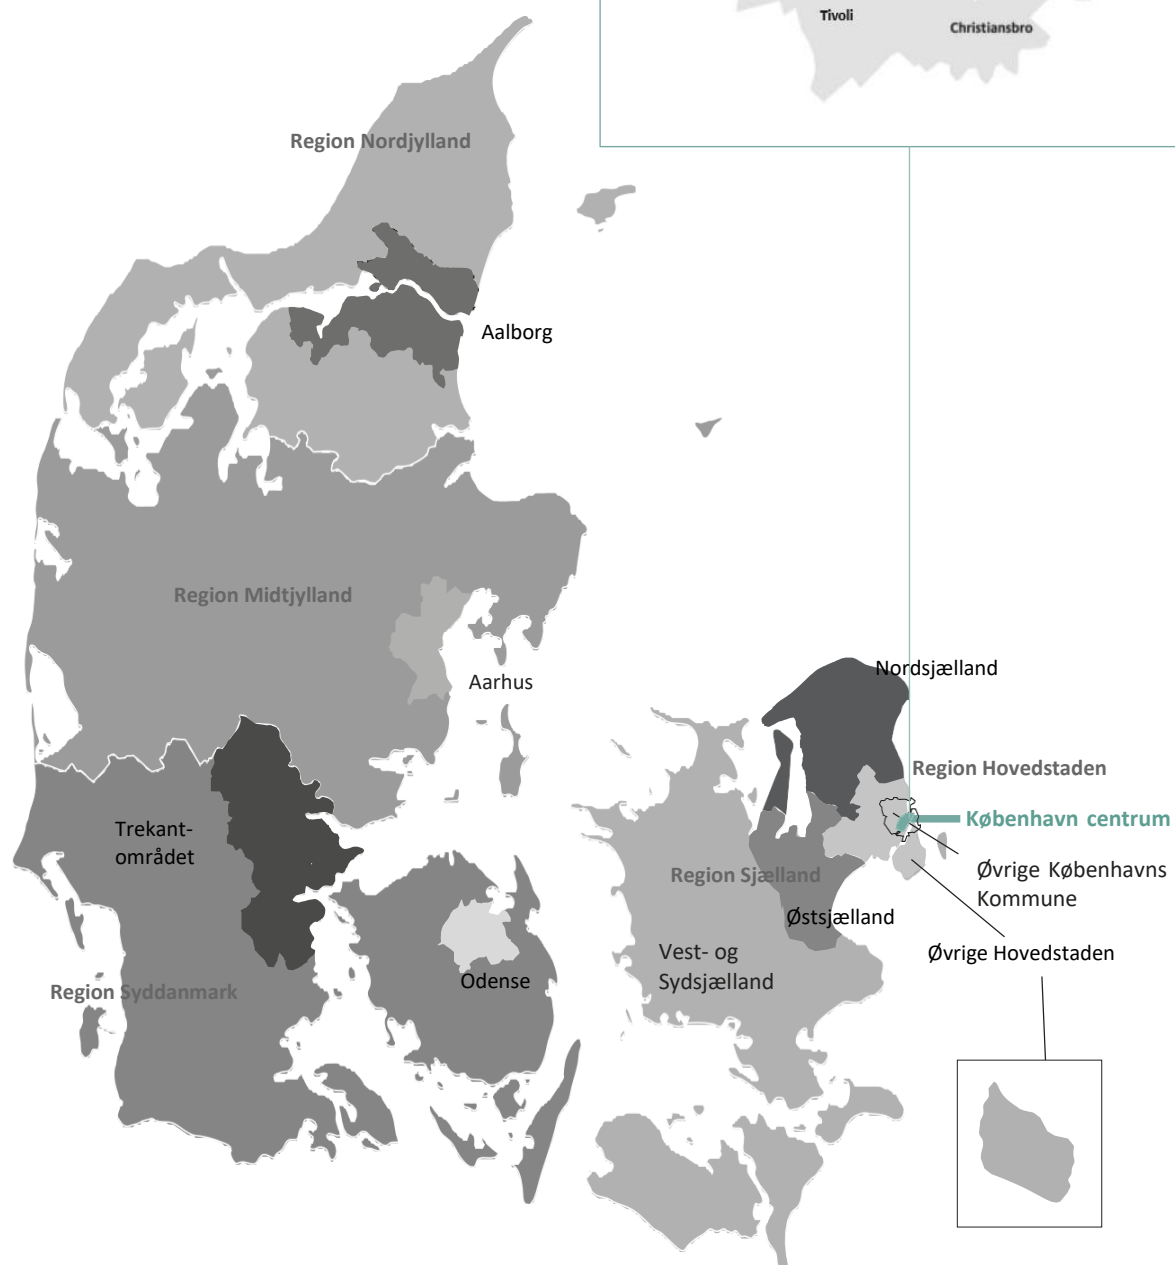 Tivoli
Christiansbro
Region Nordjylland
Aalborg
Region Midtjylland
Aarhus
Nordsjælland
Region Hovedstaden
København centrum
Trekant-
området
Øvrige Københavns
Kommune
Region Sjælland
Østsjælland
Øvrige Hovedstaden
Vest- og
Sydsjælland
Odense
Region Syddanmark